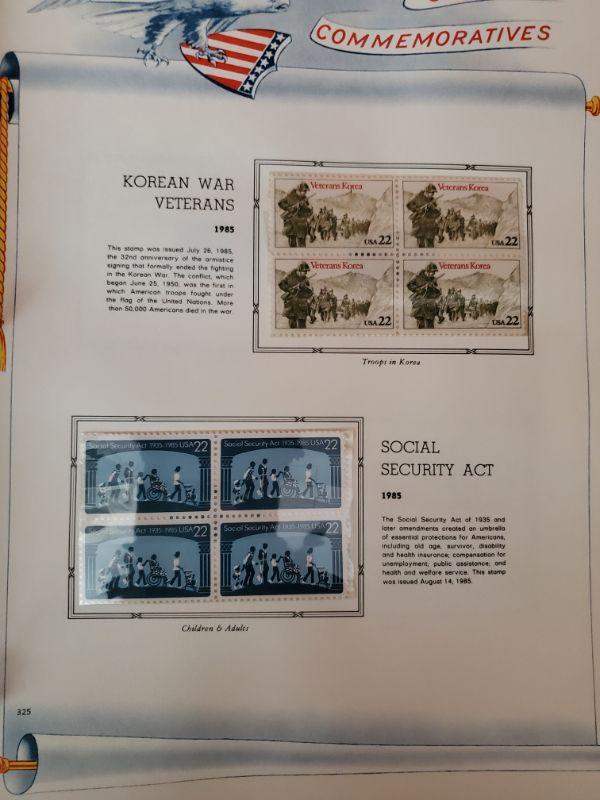 COMMEMORATIVES
KOREAN WAR
VETERANS
1985
This stamp was issued July 26, 1985,
the 32nd anniversary of the armistice
signing that formally ended the fighting
in the Korean War. The conflict, which
began June 25, 1950, was the first in
which American troops fought under
the flag of the United Nations. More
than 50,000 Americans died in the war.
Veterans Korea
USA 22
Veterans Korea
USA 22
Veterans Korea
USA 22
Veterans Korea
USA 22
Troops in Korea
Social Security Act 1935-1985 USA 22
Social Security Act 1935-1985 USA 22
Social Security Act 1935-1985 USA 22
Social Security Act 1935-1985 USA 22
Children & Adults
SOCIAL
SECURITY ACT
1985
The Social Security Act of 1935 and
later amendments created an umbrella
of essential protections for Americans,
including old age, survivor, disability
and health insurance; compensation for
unemployment; public assistance; and
health and welfare service. This stamp
was issued August 14, 1985.
325